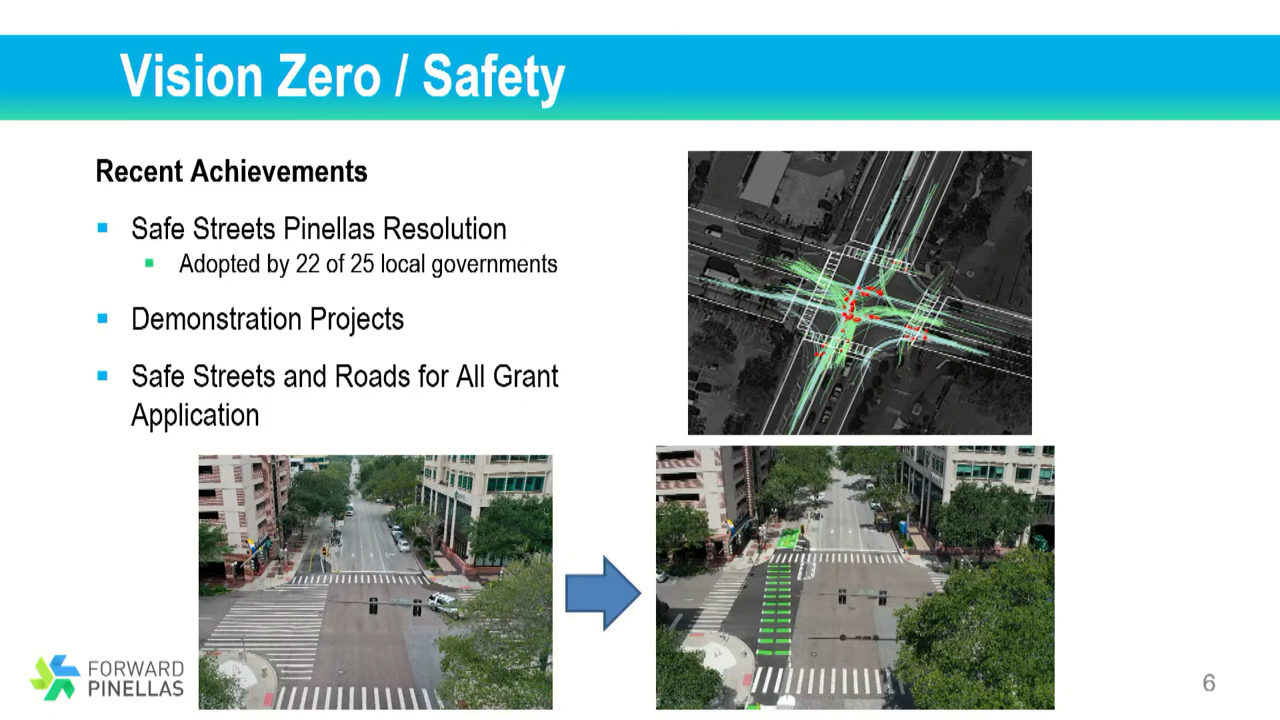 Vision Zero / Safety
Recent Achievements
Safe Streets Pinellas Resolution
Adopted by 22 of 25 local governments
Demonstration Projects
Safe Streets and Roads for All Grant
Application
FORWARD
PINELLAS
6